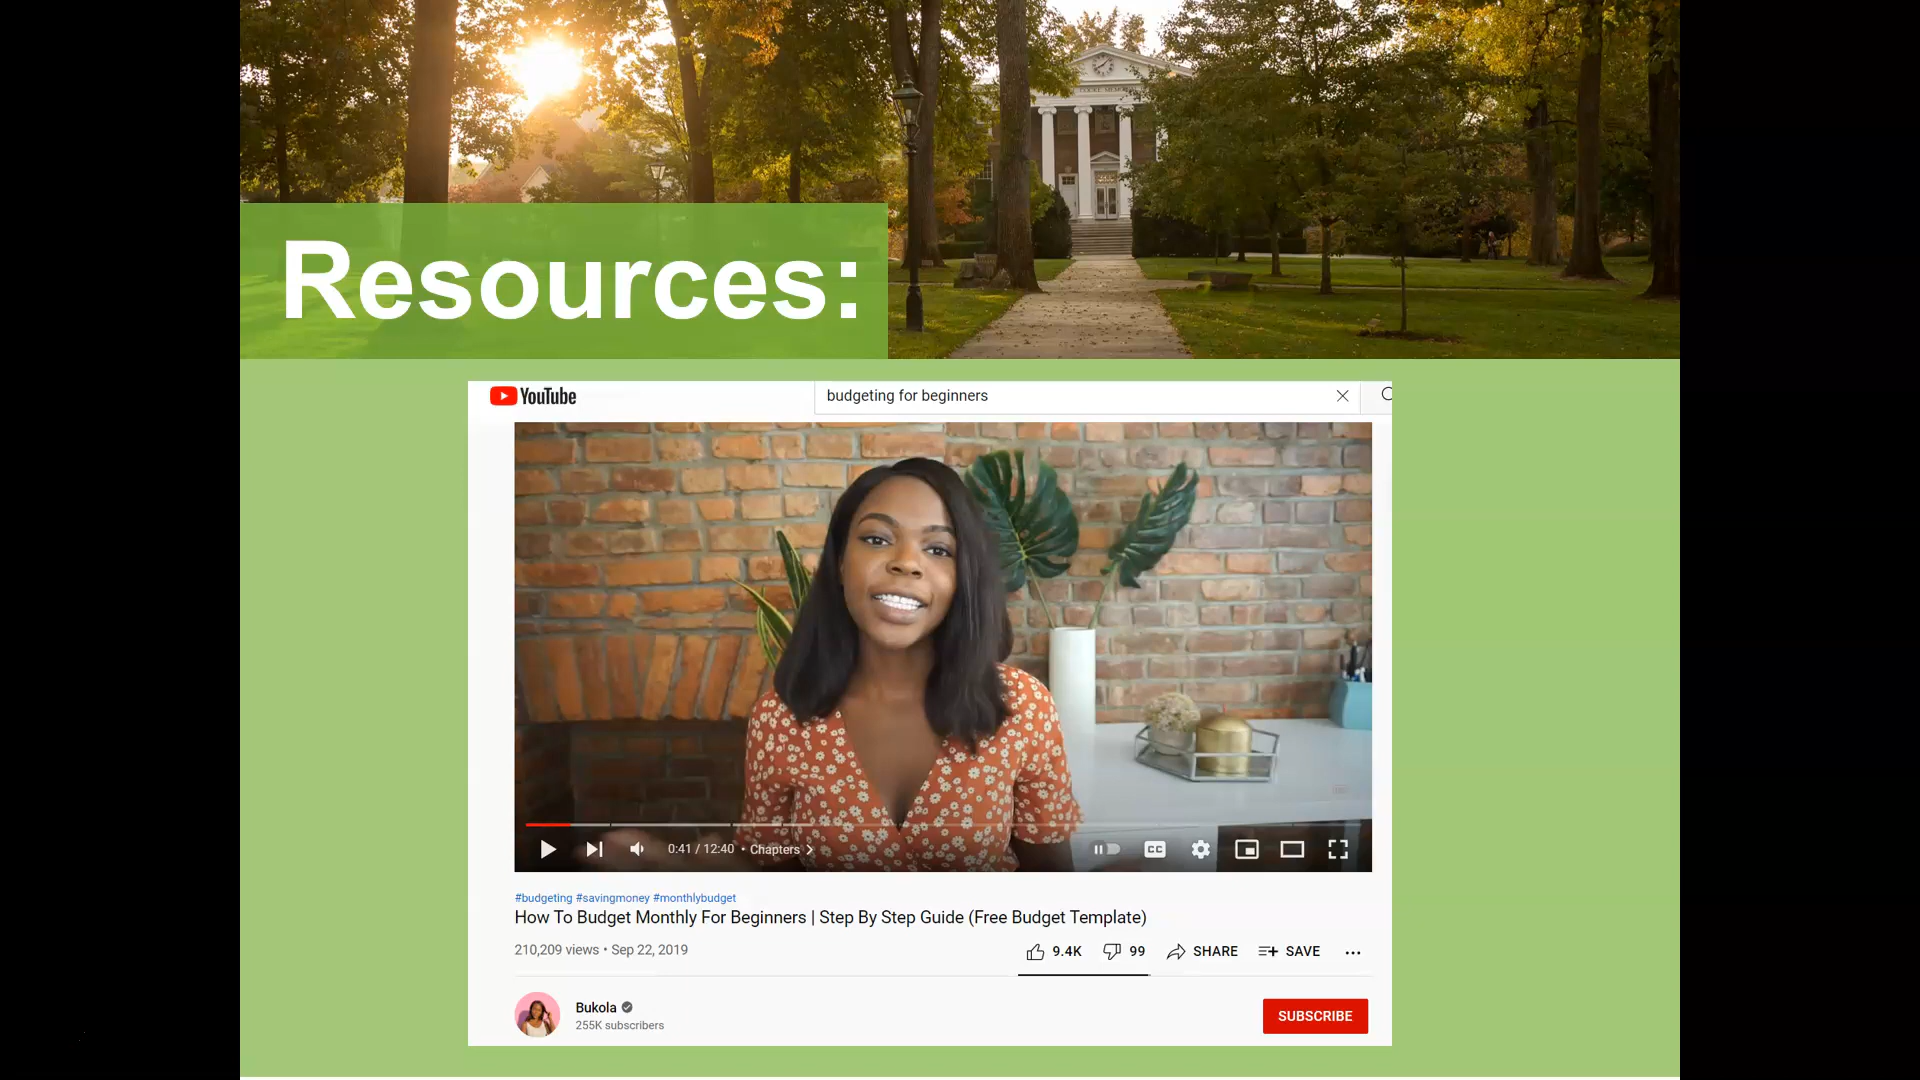 Resources:
YouTube
budgeting for beginners
0:41 / 12:40 • Chapters
CC
#budgeting #savingmoney #monthlybudget
How To Budget Monthly For Beginners | Step By Step Guide (Free Budget Template)
210,209 views • Sep 22, 2019
9.4K 99 SHARE SAVE
Bukola
255K subscribers
SUBSCRIBE